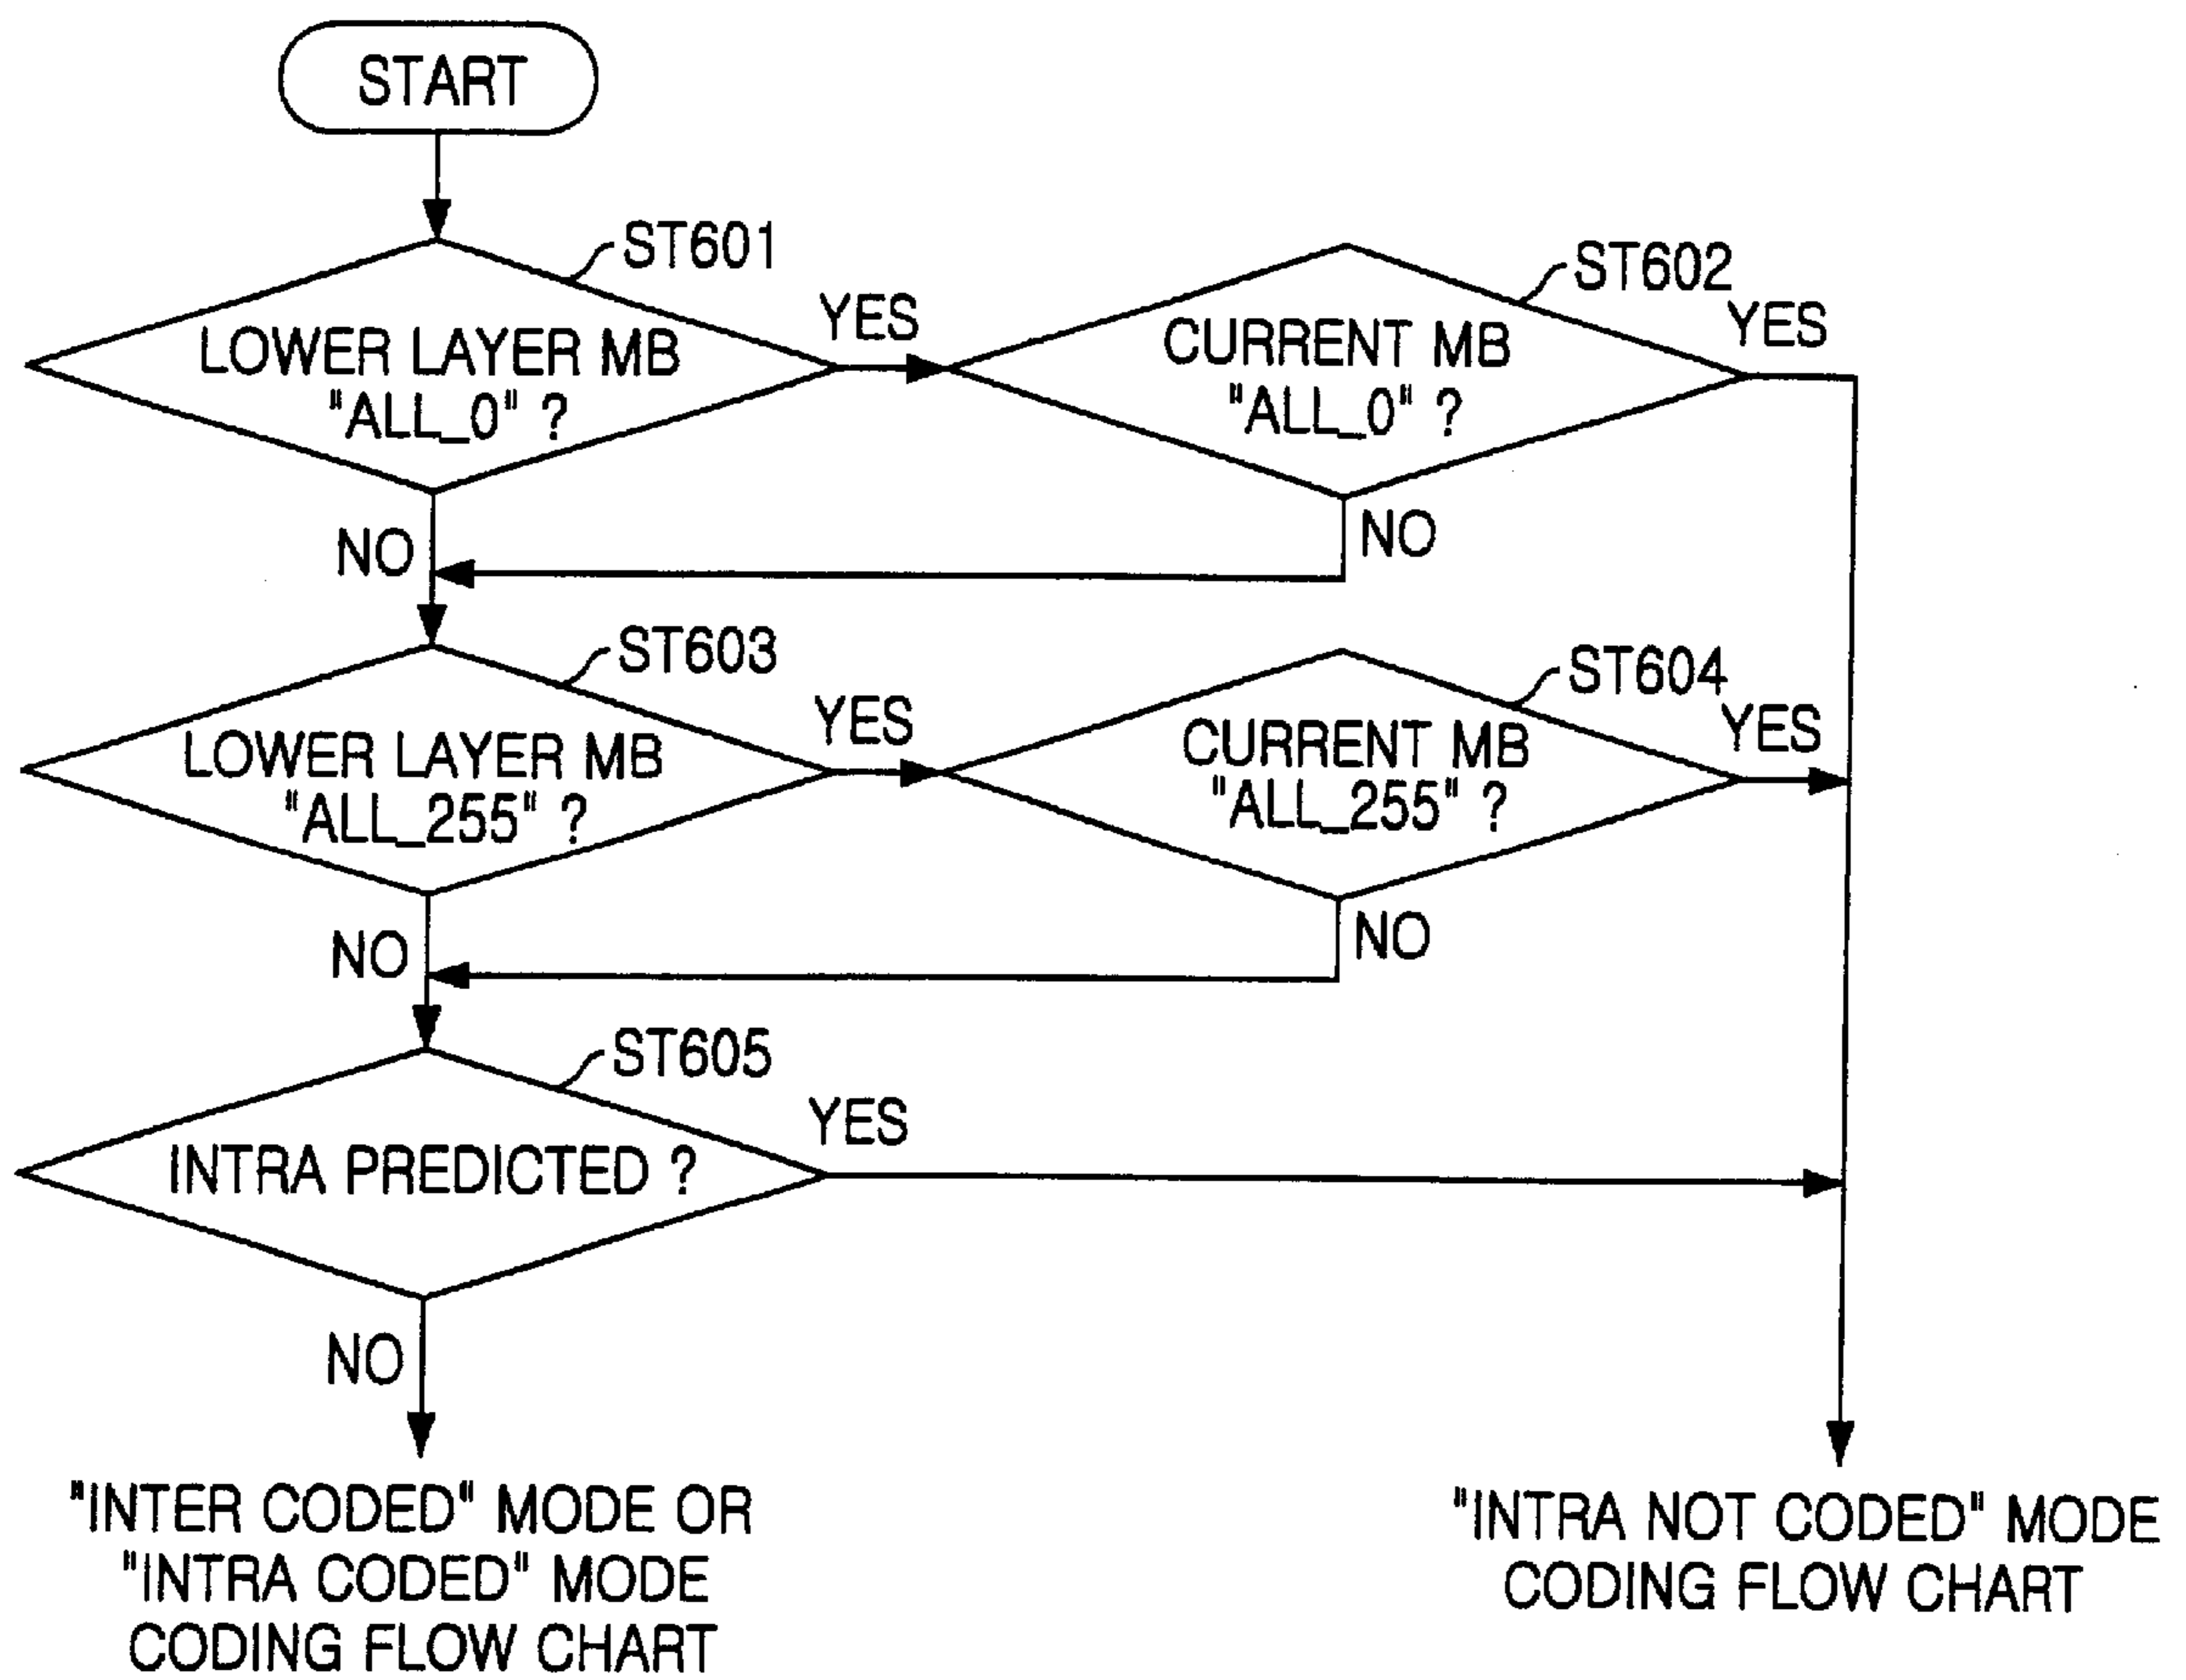 START
ST601
LOWER LAYER MB
"ALL_0" ?
YES
ST602
CURRENT MB
"ALL_0" ?
YES
NO
NO
ST603
LOWER LAYER MB
"ALL_255" ?
YES
ST604
CURRENT MB
"ALL_255" ?
YES
NO
NO
ST605
INTRA PREDICTED ?
YES
NO
"INTER CODED" MODE OR
"INTRA CODED" MODE
CODING FLOW CHART
"INTRA NOT CODED" MODE
CODING FLOW CHART